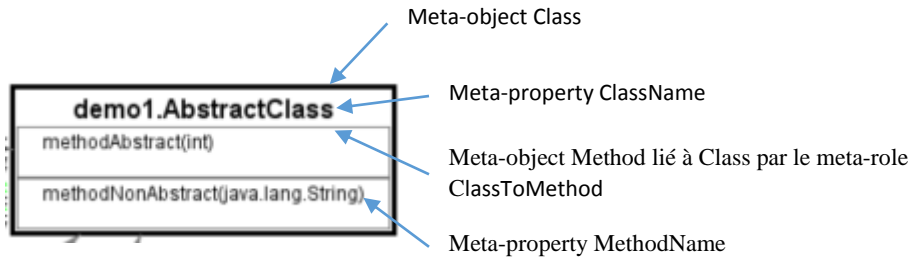 Meta-object Class
demo1.AbstractClass
Meta-property ClassName
methodAbstract(int)
Meta-object Method lié à Class par le meta-role
ClassToMethod
methodNonAbstract(java.lang.String)
Meta-property MethodName